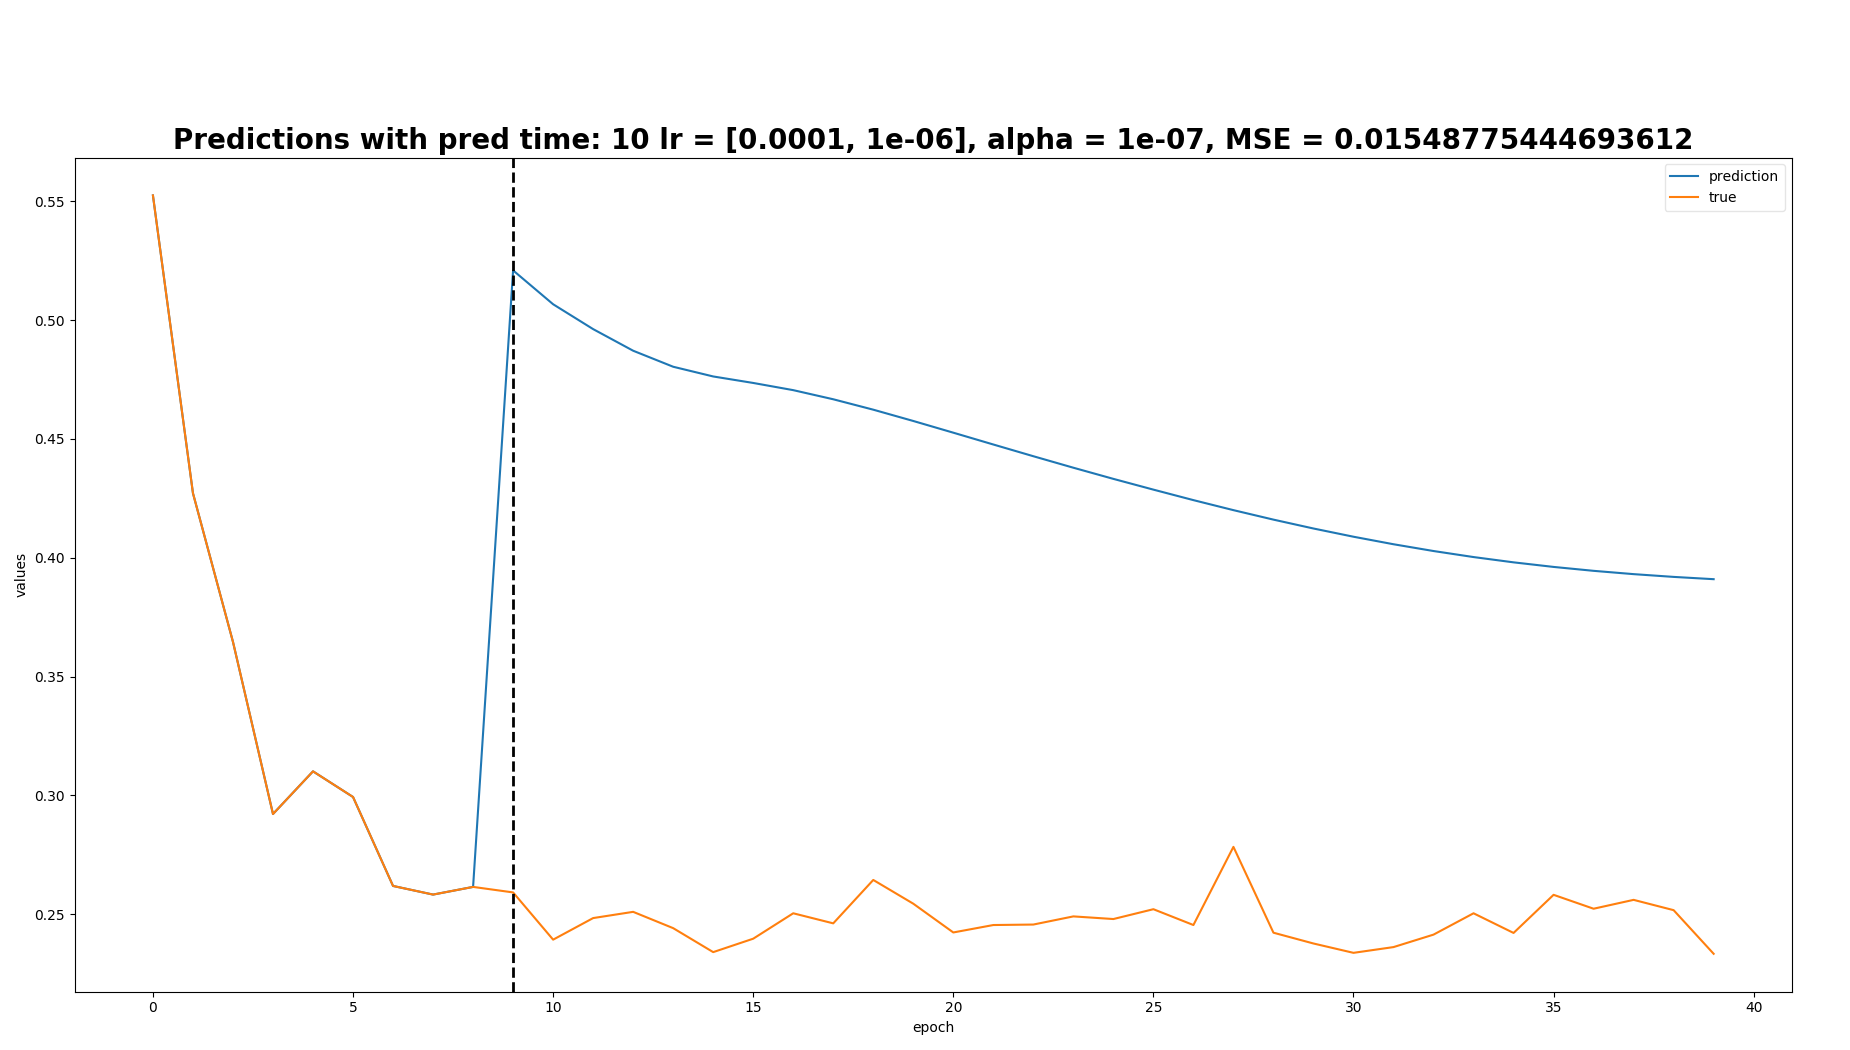 Predictions with pred time: 10 lr = [0.0001, 1e-06], alpha = 1e-07, MSE = 0.01548775444693612
prediction
true
0.55
0.50
0.45
0.40
0.35
0.30
0.25
values
0 5 10 15 20 25 30 35 40
epoch